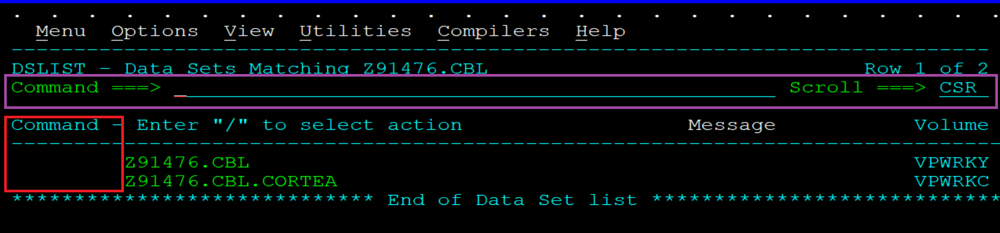 . . . . . . . . . . . . . . . . . . . . . . . . . . .
Menu Options View Utilities Compilers Help
------------------------------------------------------------------------------
DSLIST - Data Sets Matching Z91476.CBL Row 1 of 2
Command ===> _ Scroll ===> CSR
Command - Enter "/" to select action Message Volume
-------------------------------------------------------------------------------
Z91476.CBL VPWRKY
Z91476.CBL.CORTEA VPWRKC
***************************** End of Data Set list ****************************